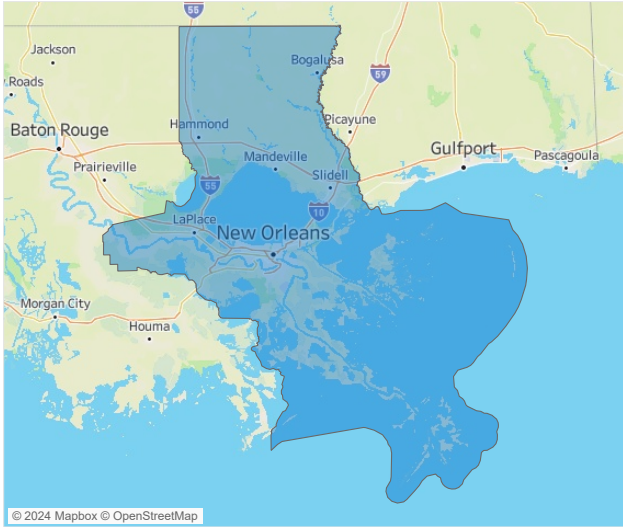 55
Jackson
Bogalusa
59
y Roads
Picayune
Hammond
Baton Rouge
Gulfport
Mandeville
Pascagoula
Prairieville
Slidell
55
10
LaPlace
New Orleans
Morgan City
Houma
© 2024 Mapbox © OpenStreetMap